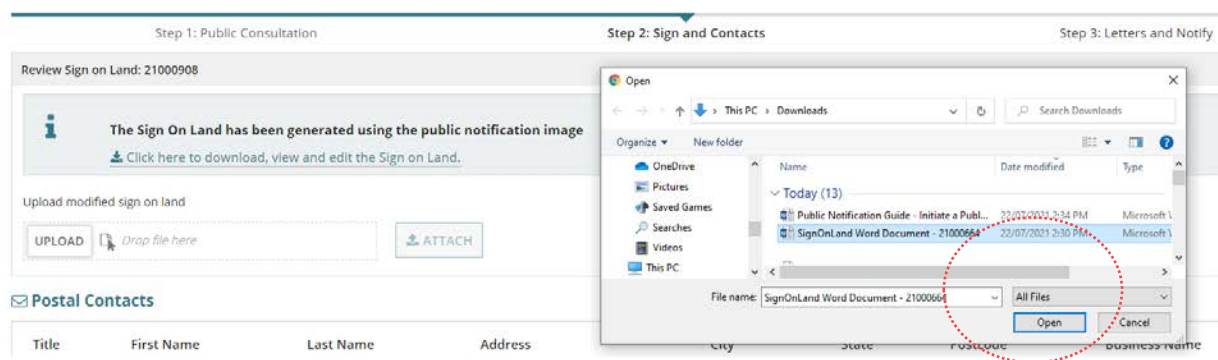 Step 1: Public Consultation
Step 2: Sign and Contacts
Step 3: Letters and Notify
Review Sign on Land: 21000908
The Sign On Land has been generated using the public notification image
Click here to download, view and edit the Sign on Land.
Upload modified sign on land
UPLOAD
Drop file here
ATTACH
Postal Contacts
Title First Name Last Name Address City State Postcode Business Name
Open
This PC > Downloads
Search Downloads
Organize New folder
OneDrive
Pictures
Saved Games
Searches
Videos
This PC
Name Date modified Type
Today (13)
Public Notification Guide - Initiate a Publ... 22/07/2021 2:34 PM Microsoft
SignOnLand Word Document - 21000664 22/07/2021 2:30 PM Microsoft
File name: SignOnLand Word Document - 21000664
All Files
Open Cancel